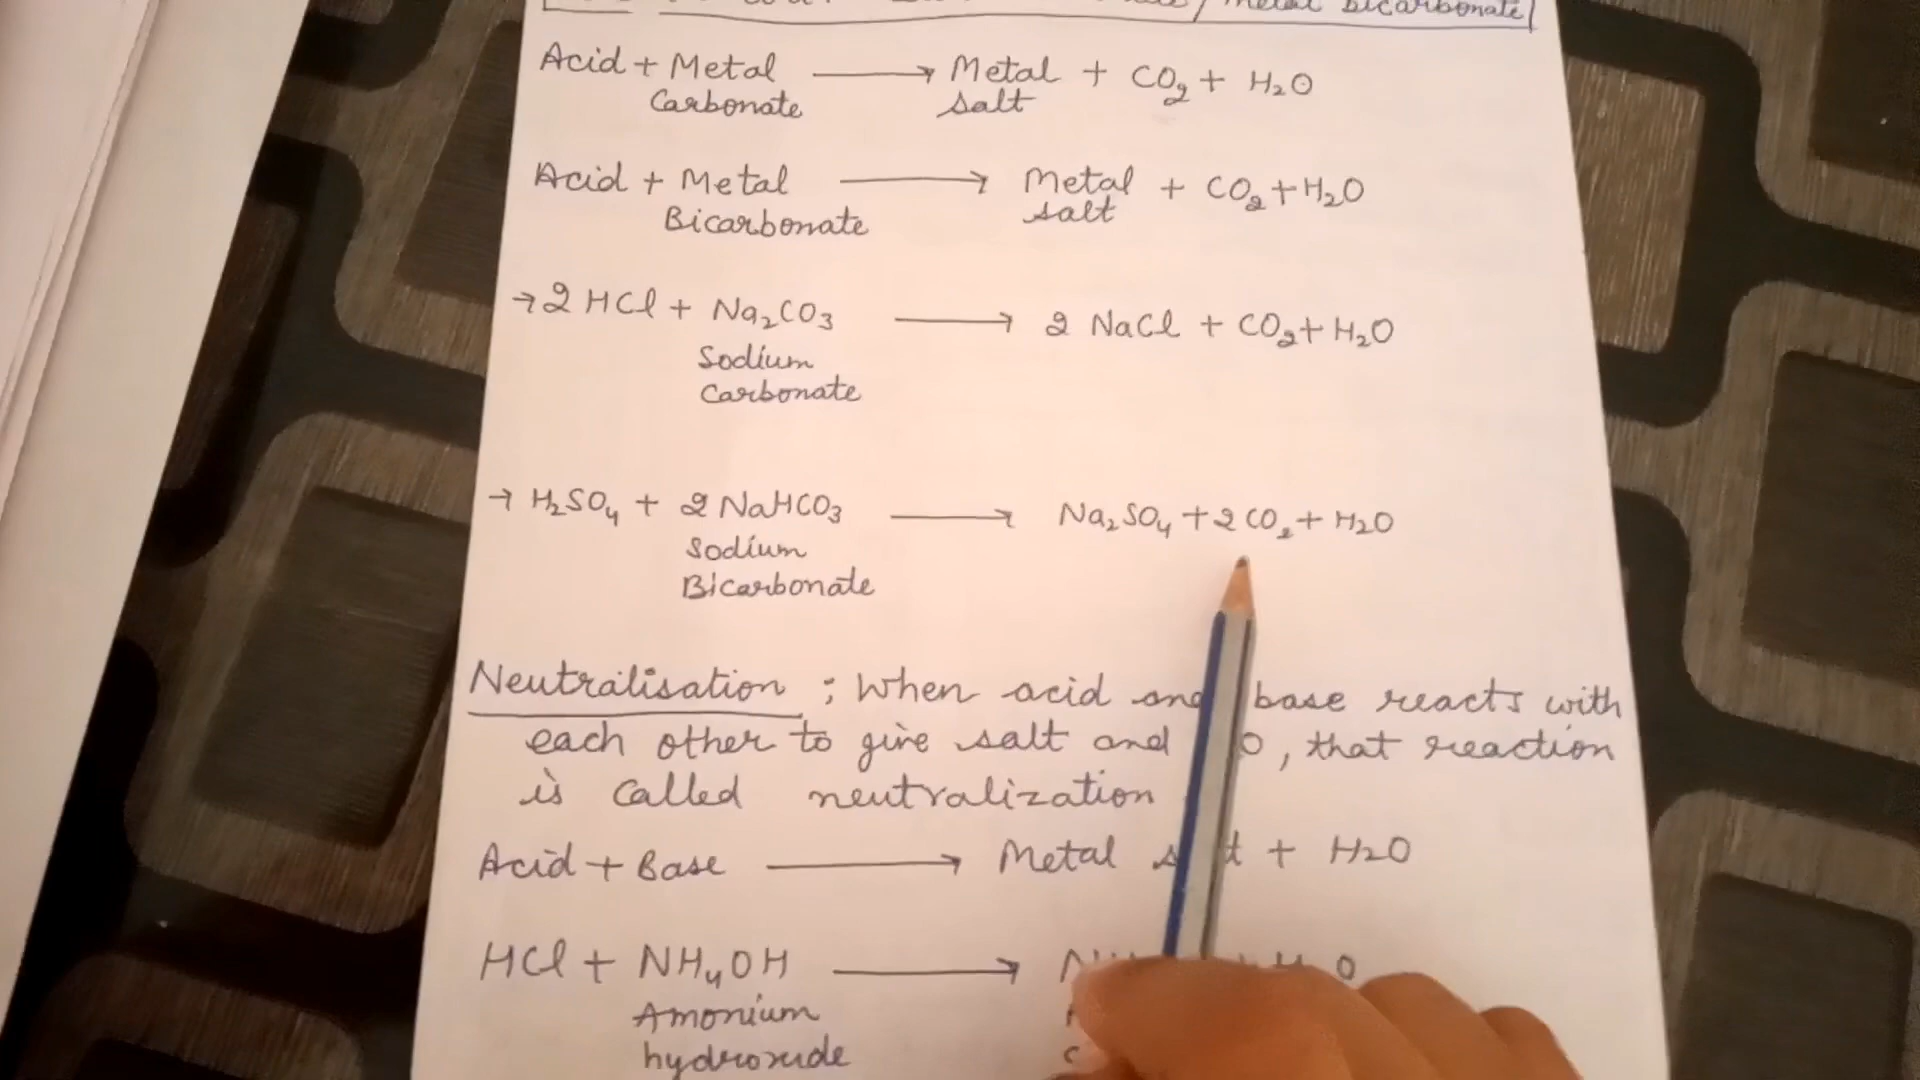 Metal Bicarbonate
Acid + Metal Carbonate → Metal Salt + CO₂ + H₂O
Acid + Metal Bicarbonate → Metal salt + CO₂ + H₂O
→ 2 HCl + Na₂CO₃ → 2 NaCl + CO₂ + H₂O
Sodium
Carbonate
→ H₂SO₄ + 2 NaHCO₃ → Na₂SO₄ + 2 CO₂ + H₂O
Sodium
Bicarbonate
Neutralisation ; When acid and base reacts with
each other to give salt and O, that reaction
is called neutralization
Acid + Base → Metal + H₂O
HCl + NH₄OH →
Amonium
hydroxide